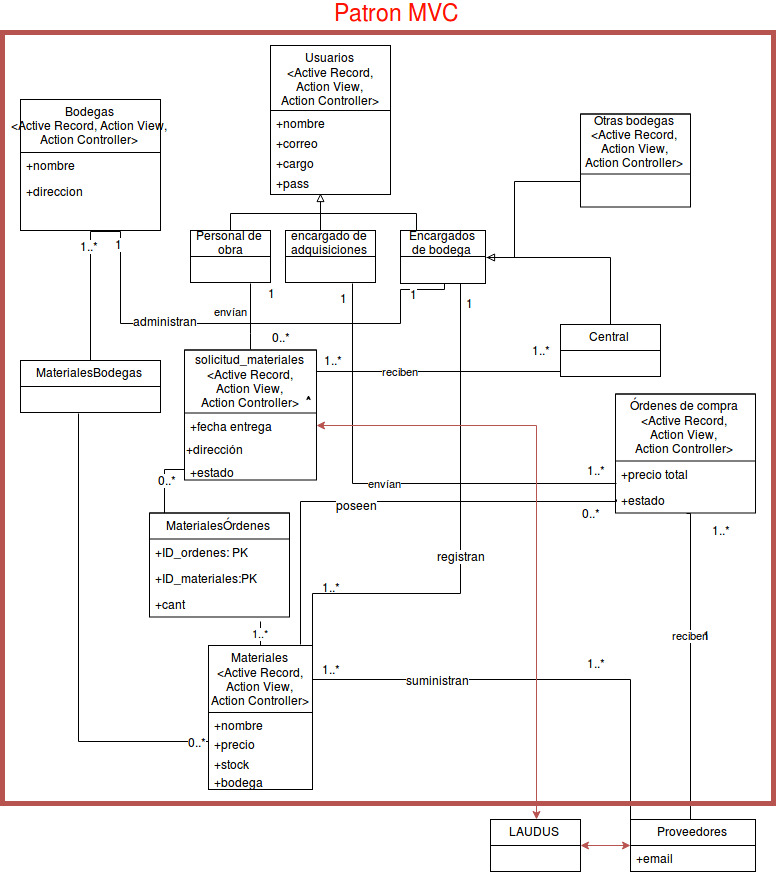 Patron MVC
Usuarios
<Active Record,
Action View,
Action Controller>
+nombre
+correo
+cargo
+pass
Bodegas
<Active Record, Action View,
Action Controller>
+nombre
+direccion
Otras bodegas
<Active Record,
Action View,
Action Controller>
Personal de
obra
encargado de
adquisiciones
Encargados
de bodega
1..*
1
1
1
1
1
envían
administran
0..*
solicitud_materiales
<Active Record,
Action View,
Action Controller>
+fecha entrega
+dirección
+estado
1..*
reciben
1..*
Central
MaterialesBodegas
Órdenes de compra
<Active Record,
Action View,
Action Controller>
+precio total
+estado
0..*
envían
1..*
poseen
0..*
1..*
MaterialesÓrdenes
+ID_ordenes: PK
+ID_materiales:PK
+cant
registran
1..*
1..*
reciben
1
Materiales
<Active Record,
Action View,
Action Controller>
+nombre
+precio
+stock
+bodega
1..*
suministran
1..*
0..*
LAUDUS
Proveedores
+email